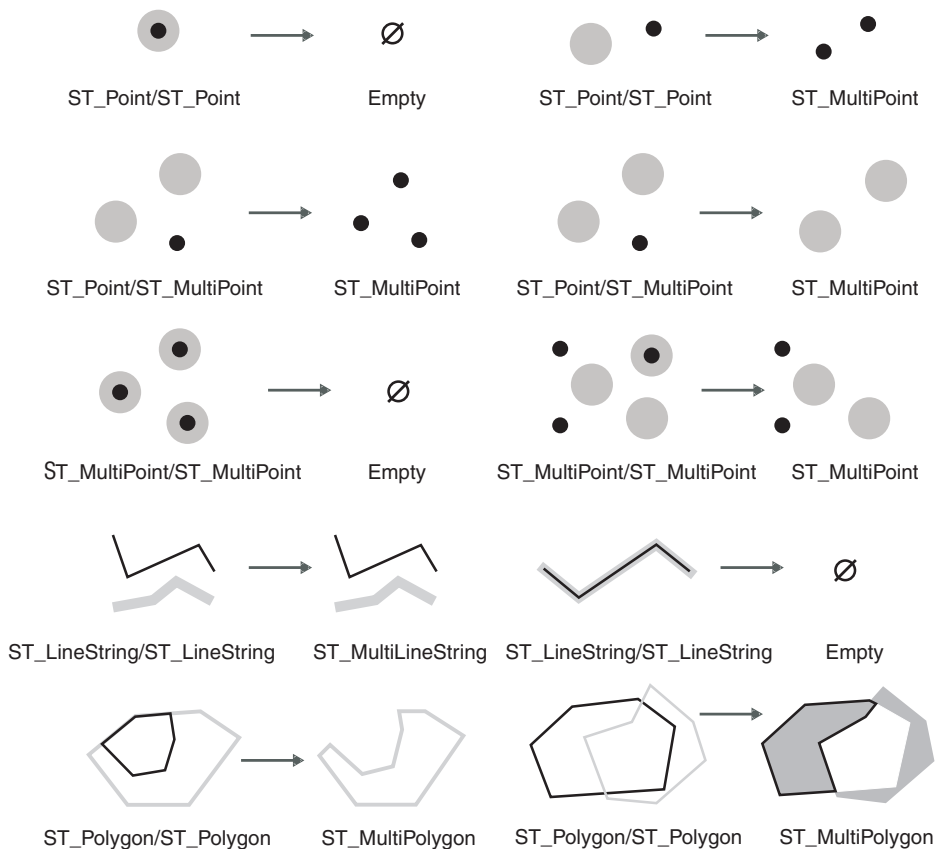 ∅
ST_Point/ST_Point Empty ST_Point/ST_Point ST_MultiPoint
ST_Point/ST_MultiPoint ST_MultiPoint ST_Point/ST_MultiPoint ST_MultiPoint
∅
ST_MultiPoint/ST_MultiPoint Empty ST_MultiPoint/ST_MultiPoint ST_MultiPoint
∅
ST_LineString/ST_LineString ST_MultiLineString ST_LineString/ST_LineString Empty
ST_Polygon/ST_Polygon ST_MultiPolygon ST_Polygon/ST_Polygon ST_MultiPolygon